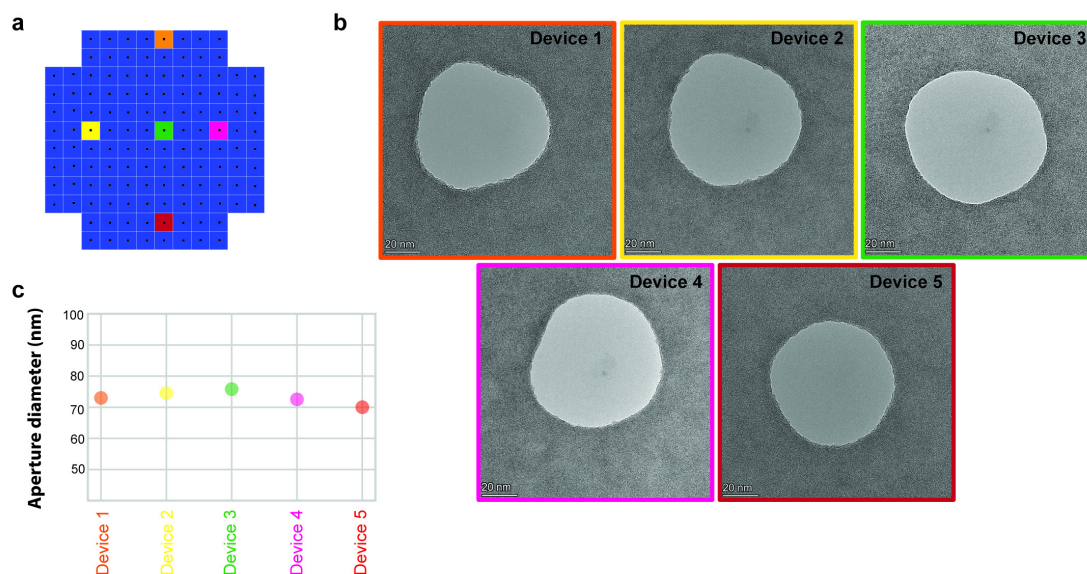 a
b
Device 1
20 nm
Device 2
20 nm
Device 3
20 nm
Device 4
20 nm
Device 5
20 nm
c
Aperture diameter (nm)
100
90
80
70
60
50
Device 1
Device 2
Device 3
Device 4
Device 5